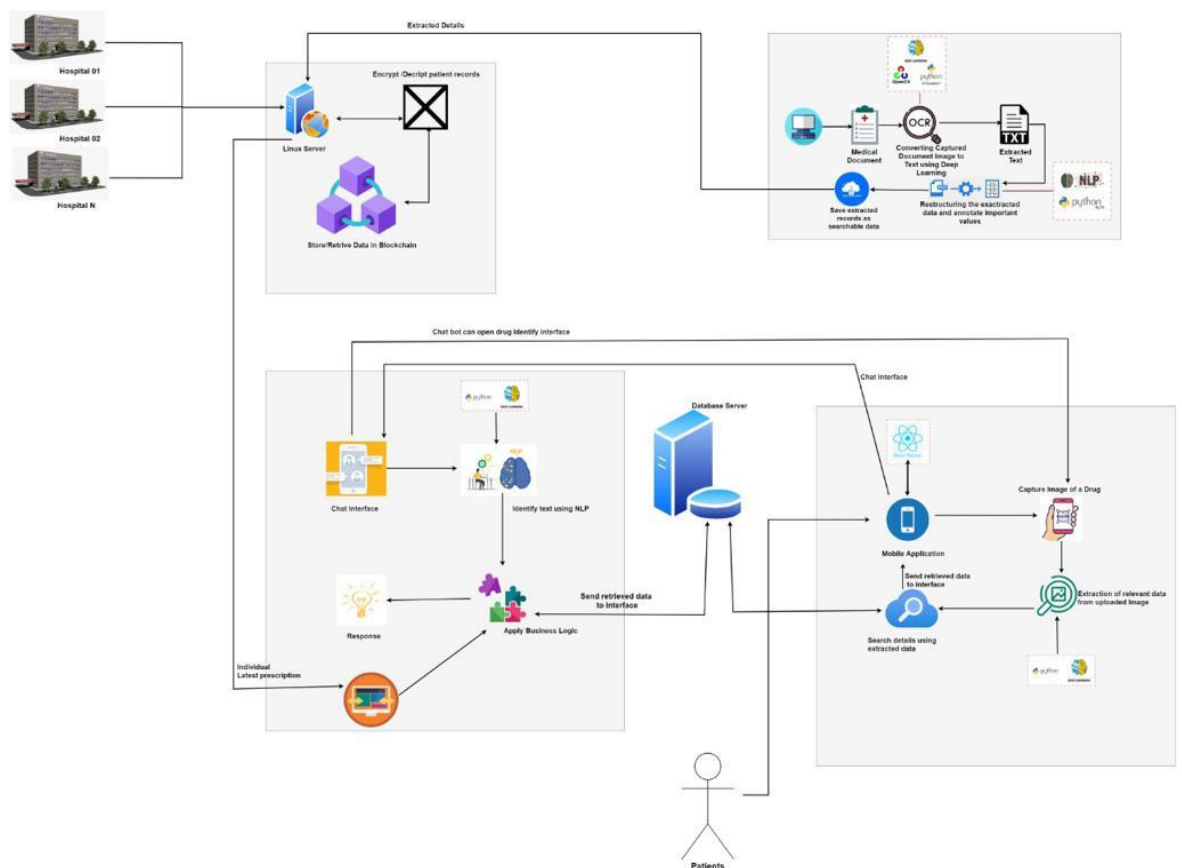 Extracted Details
Hospital 01
Hospital 02
Hospital N
Encrypt /Decript patient records
Linux Server
Store/Retrive Data in Blockchain
OpenCV
python
OCR
TXT
Medical
Document
Converting Captured
Document Image to
Text using Deep
Learning
Extracted
Text
Save extracted
records as
searchable data
Restructuring the exactracted
data and annotate important
values
NLP
python
Chat bot can open drug identify interface
Chat interface
python
NLP
Chat Interface
Identify text using NLP
Database Server
Capture Image of a Drug
Mobile Application
Send retrieved data
to interface
Response
Apply Business Logic
Send retrieved data
to interface
Search details using
extracted data
Extraction of relevant data
from uploaded Image
python
Individual
Latest prescription
Patients